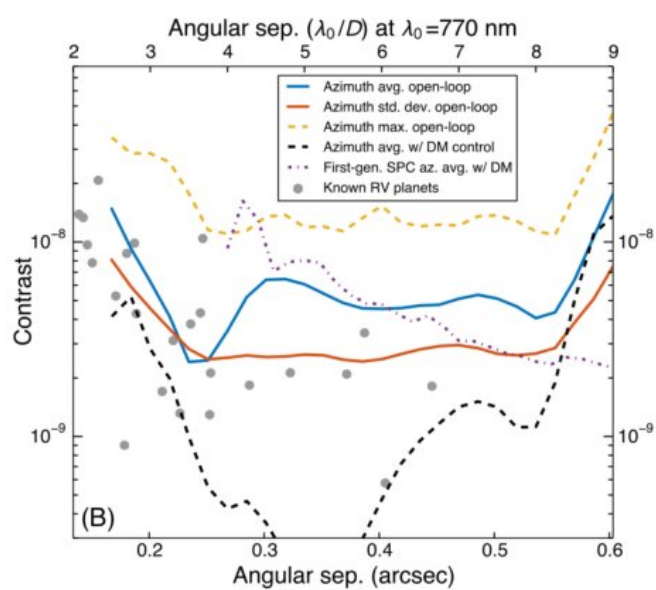 Angular sep. (λ₀/D) at λ₀=770 nm
2 3 4 5 6 7 8 9
Azimuth avg. open-loop
Azimuth std. dev. open-loop
Azimuth max. open-loop
Azimuth avg. w/ DM control
First-gen. SPC az. avg. w/ DM
Known RV planets
Contrast
10⁻⁸ 10⁻⁸
10⁻⁹ 10⁻⁹
(B)
0.2 0.3 0.4 0.5 0.6
Angular sep. (arcsec)